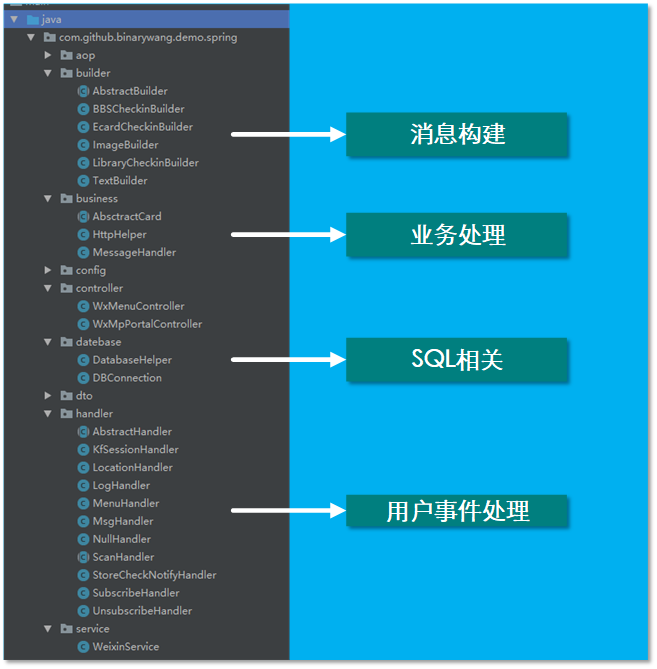 java
com.github.binarywang.demo.spring
aop
builder
AbstractBuilder
BBSCheckinBuilder
EcardCheckinBuilder
ImageBuilder
LibraryCheckinBuilder
TextBuilder
消息构建
business
AbsctractCard
HttpHelper
MessageHandler
业务处理
config
controller
WxMenuController
WxMpPortalController
datebase
DatabaseHelper
DBConnection
SQL相关
dto
handler
AbstractHandler
KfSessionHandler
LocationHandler
LogHandler
MenuHandler
MsgHandler
NullHandler
ScanHandler
StoreCheckNotifyHandler
SubscribeHandler
UnsubscribeHandler
用户事件处理
service
WeixinService